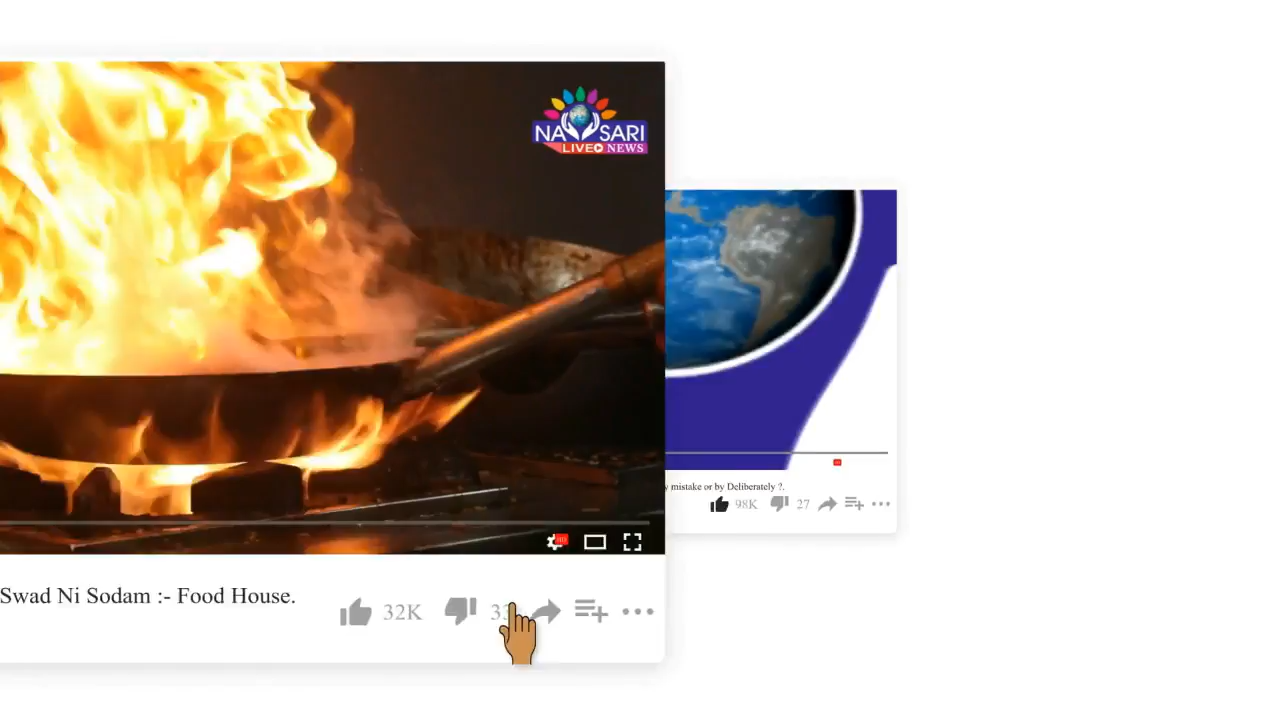 NAVSARI
LIVE NEWS
Swad Ni Sodam :- Food House.
32K
mistake or by Deliberately ?.
98K
27